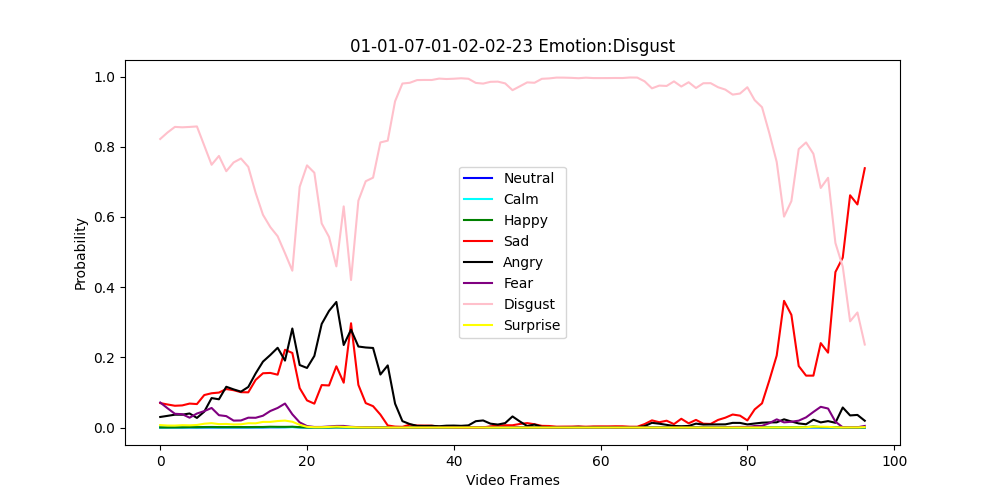 01-01-07-01-02-02-23 Emotion:Disgust
Probability
1.0
0.8
0.6
0.4
0.2
0.0
Neutral
Calm
Happy
Sad
Angry
Fear
Disgust
Surprise
0 20 40 60 80 100
Video Frames